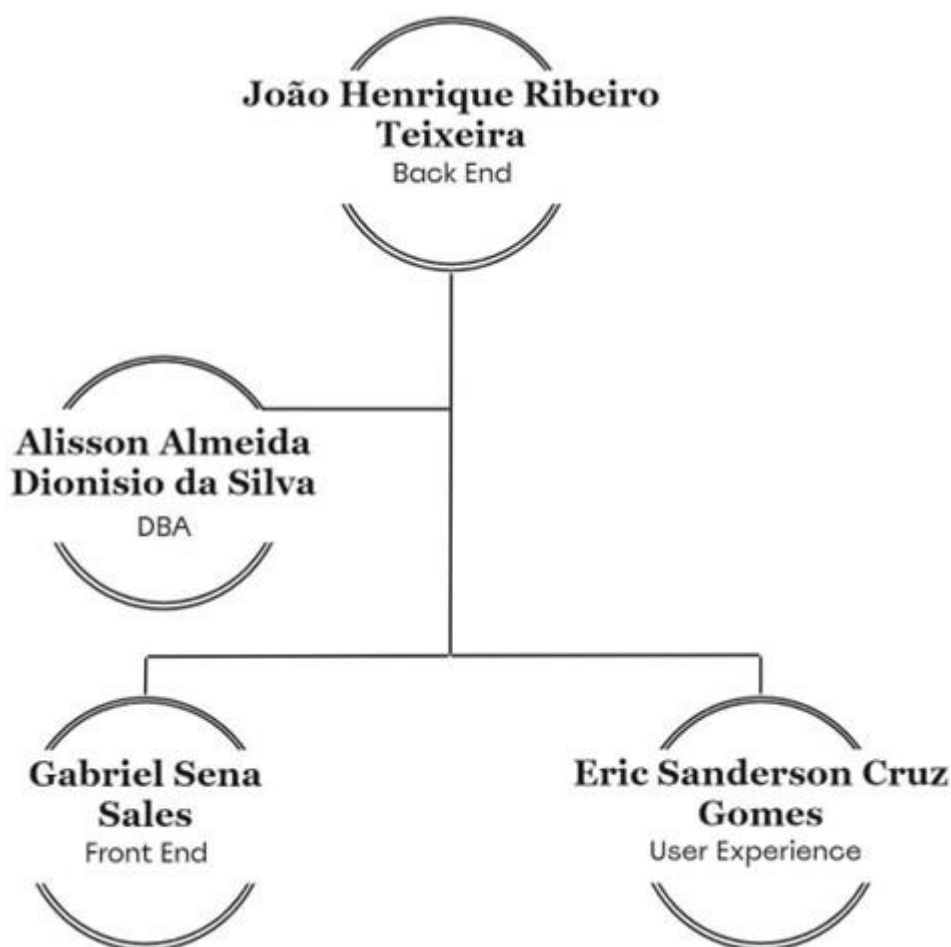 João Henrique Ribeiro
Teixeira
Back End
Alisson Almeida
Dionisio da Silva
DBA
Gabriel Sena
Sales
Front End
Eric Sanderson Cruz
Gomes
User Experience